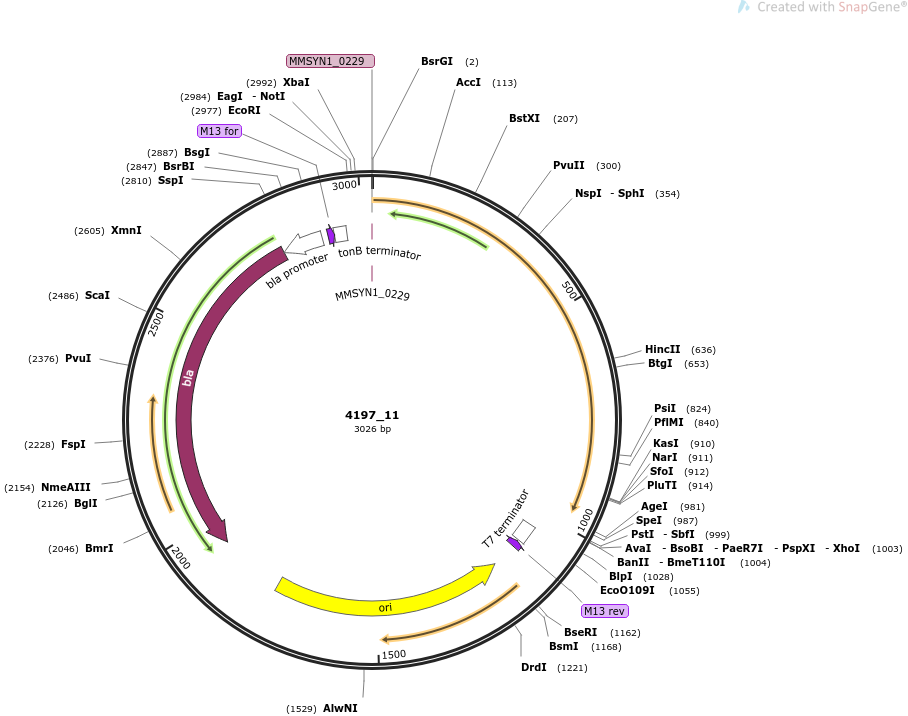 Created with SnapGene®
MMSYN1_0229
BsrGI (2)
(2992) XbaI
AccI (113)
(2984) EagI - NotI
(2977) EcoRI
BstXI (207)
M13 for
(2887) BsgI
(2847) BsrBI
(2810) SspI
PvuII (300)
NspI - SphI (354)
3000
(2605) XmnI
tonB terminator
bla promoter
(2486) ScaI
MMSYN1_0229
500
2500
HincII (636)
(2376) PvuI
BtgI (653)
bla
4197_11
3026 bp
PsiI (824)
PflMI (840)
(2228) FspI
KasI (910)
NarI (911)
SfoI (912)
PluTI (914)
(2154) NmeAIII
(2126) BglI
AgeI (981)
SpeI (987)
T7 terminator
1000
PstI - SbfI (999)
(2046) BmrI
AvaI - BsoBI - PaeR7I - PspXI - XhoI (1003)
2000
BanII - BmeT110I (1004)
BlpI (1028)
EcoO109I (1055)
ori
M13 rev
BseRI (1162)
BsmI (1168)
1500
DrdI (1221)
(1529) AlwNI